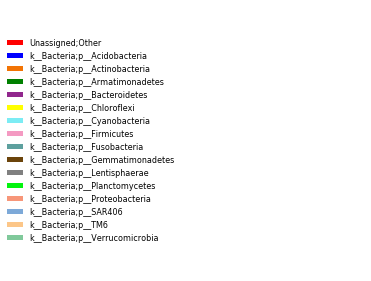 Unassigned;Other
k__Bacteria;p__Acidobacteria
k__Bacteria;p__Actinobacteria
k__Bacteria;p__Armatimonadetes
k__Bacteria;p__Bacteroidetes
k__Bacteria;p__Chloroflexi
k__Bacteria;p__Cyanobacteria
k__Bacteria;p__Firmicutes
k__Bacteria;p__Fusobacteria
k__Bacteria;p__Gemmatimonadetes
k__Bacteria;p__Lentisphaerae
k__Bacteria;p__Planctomycetes
k__Bacteria;p__Proteobacteria
k__Bacteria;p__SAR406
k__Bacteria;p__TM6
k__Bacteria;p__Verrucomicrobia